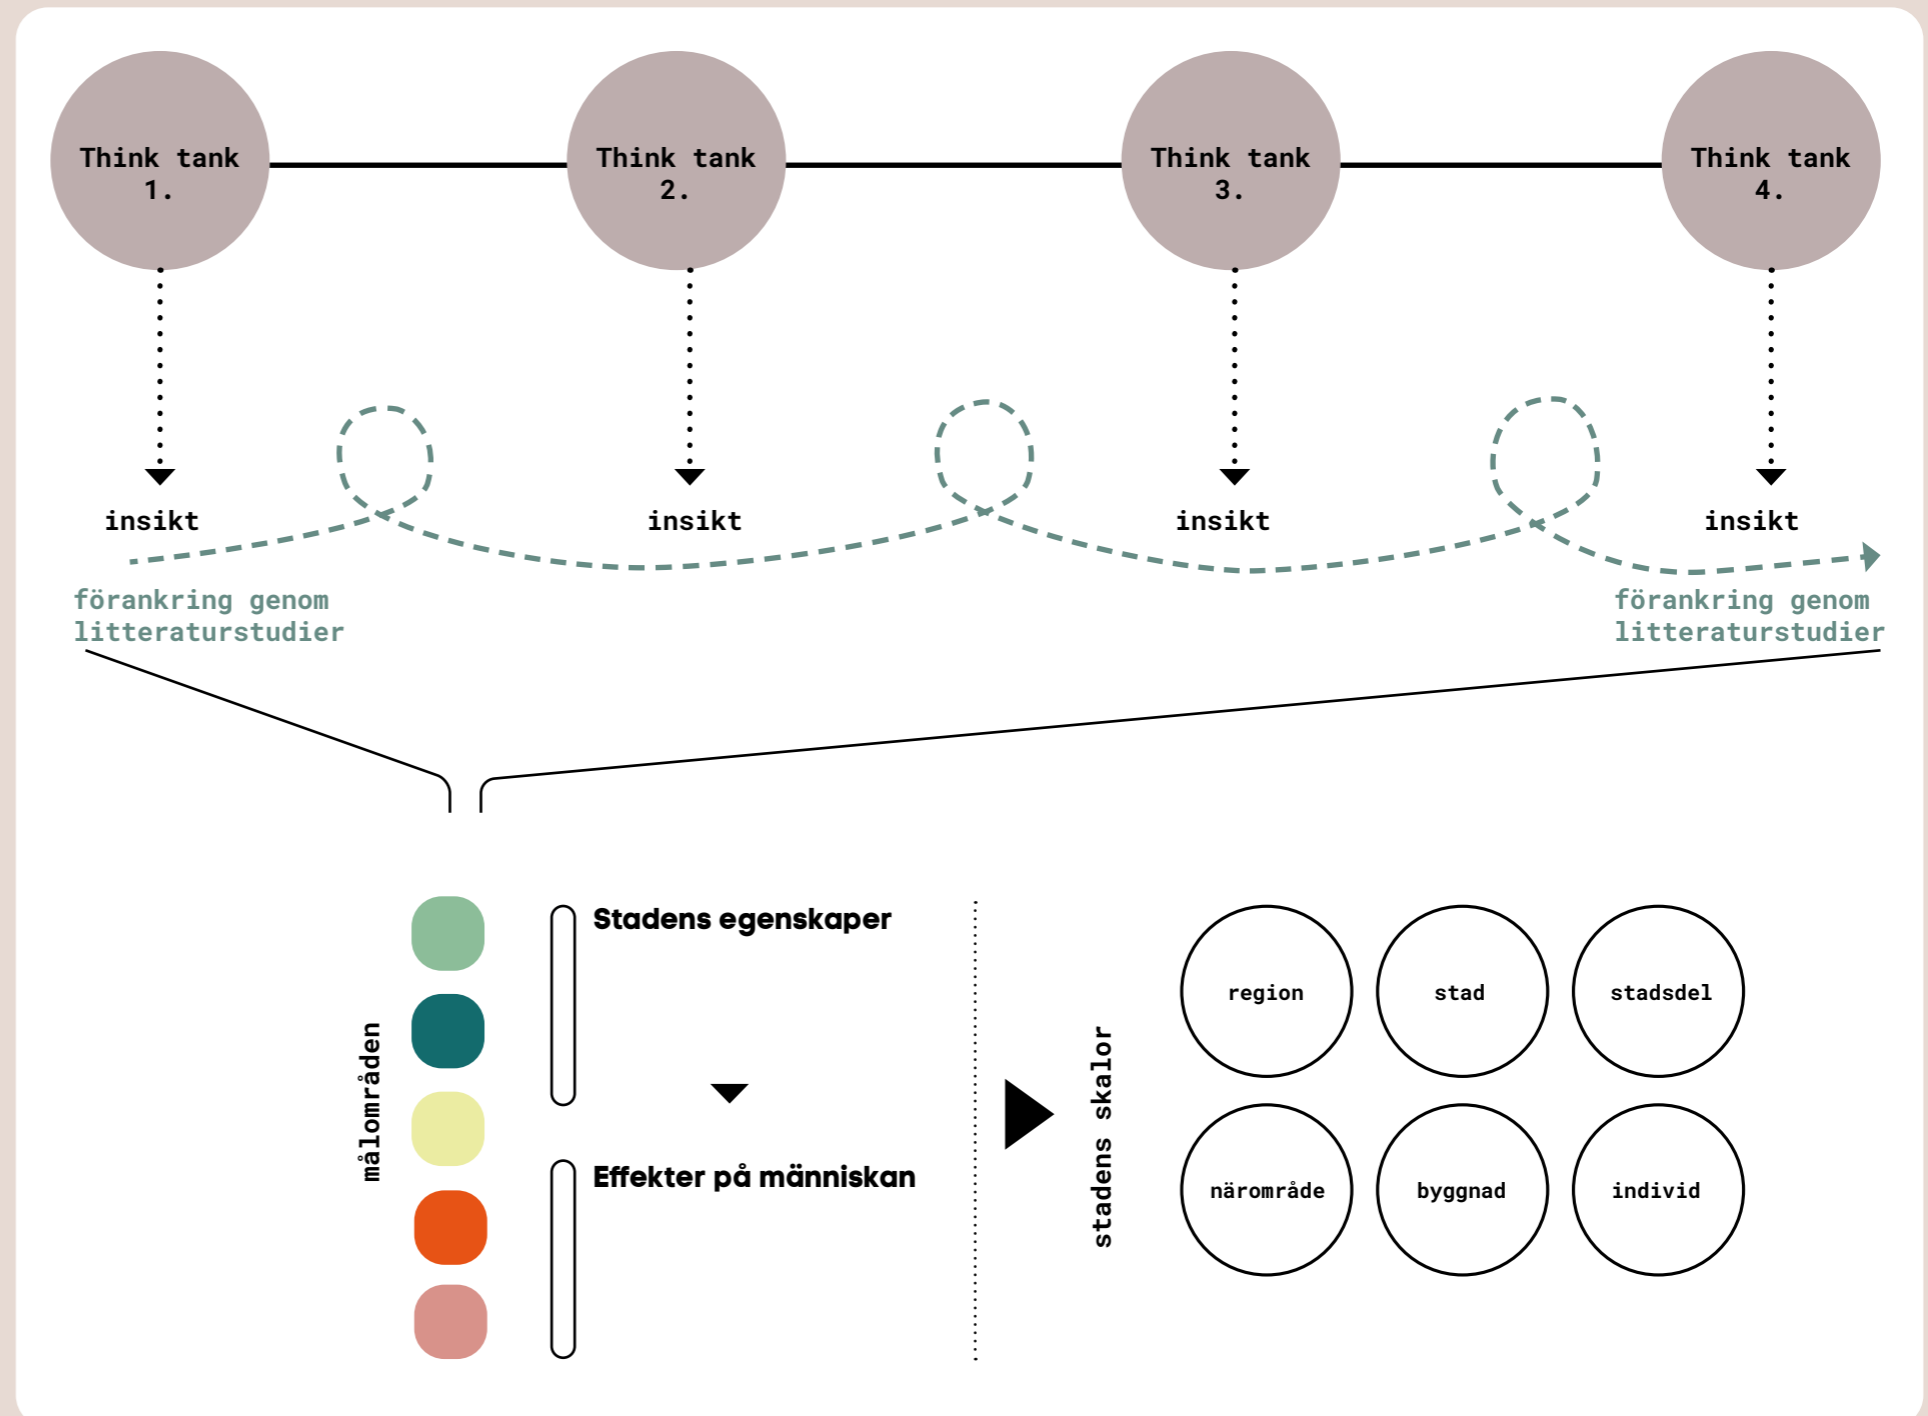 Think tank
1.
Think tank
2.
Think tank
3.
Think tank
4.
insikt
insikt
insikt
insikt
förankring genom
litteraturstudier
förankring genom
litteraturstudier
målområden
Stadens egenskaper
Effekter på människan
stadens skalor
region
stad
stadsdel
närområde
byggnad
individ